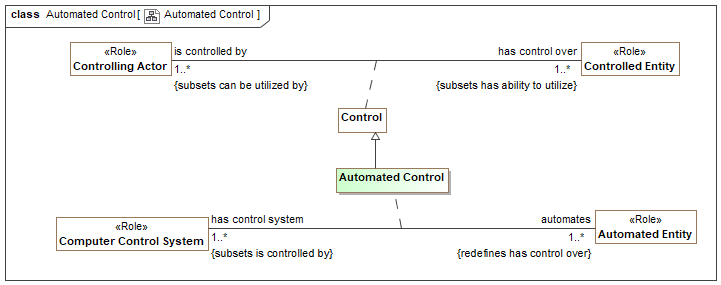 class Automated Control[ Automated Control ]
«Role»
Controlling Actor
is controlled by
1..*
{subsets can be utilized by}
has control over
1..*
{subsets has ability to utilize}
«Role»
Controlled Entity
Control
Automated Control
«Role»
Computer Control System
has control system
1..*
{subsets is controlled by}
automates
1..*
{redefines has control over}
«Role»
Automated Entity